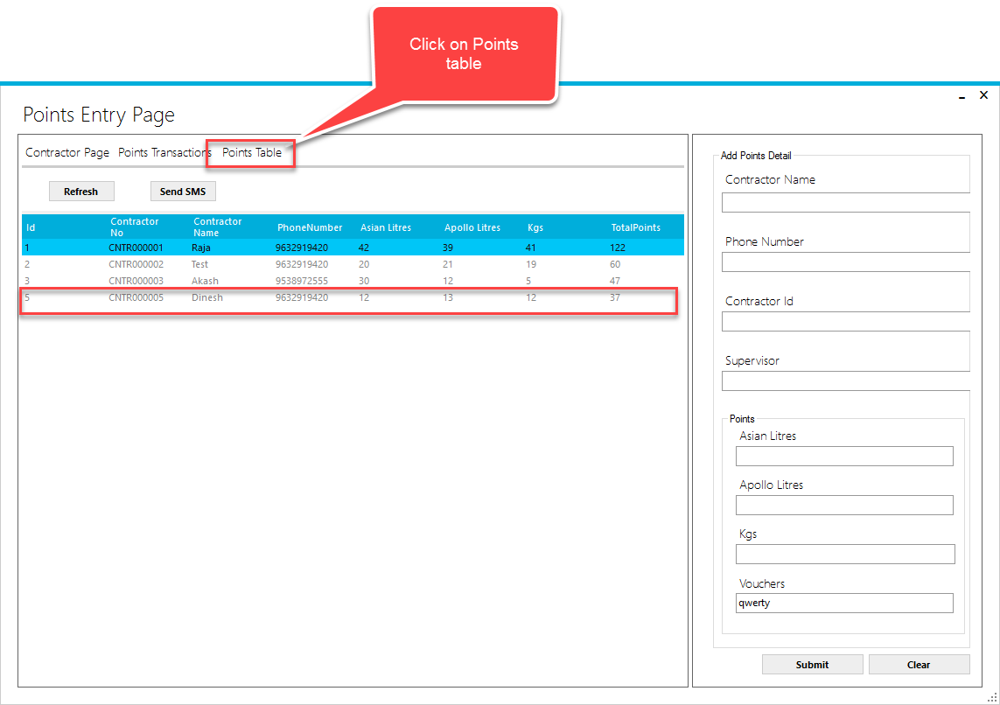 Click on Points
table
Points Entry Page
Contractor Page Points Transactions Points Table
Refresh Send SMS
Id Contractor No Contractor Name PhoneNumber Asian Litres Apollo Litres Kgs TotalPoints
1 CNTR000001 Raja 9632919420 42 39 41 122
2 CNTR000002 Test 9632919420 20 21 19 60
3 CNTR000003 Akash 9538972555 30 12 5 47
5 CNTR000005 Dinesh 9632919420 12 13 12 37
Add Points Detail
Contractor Name
Phone Number
Contractor Id
Supervisor
Points
Asian Litres
Apollo Litres
Kgs
Vouchers
qwerty
Submit Clear